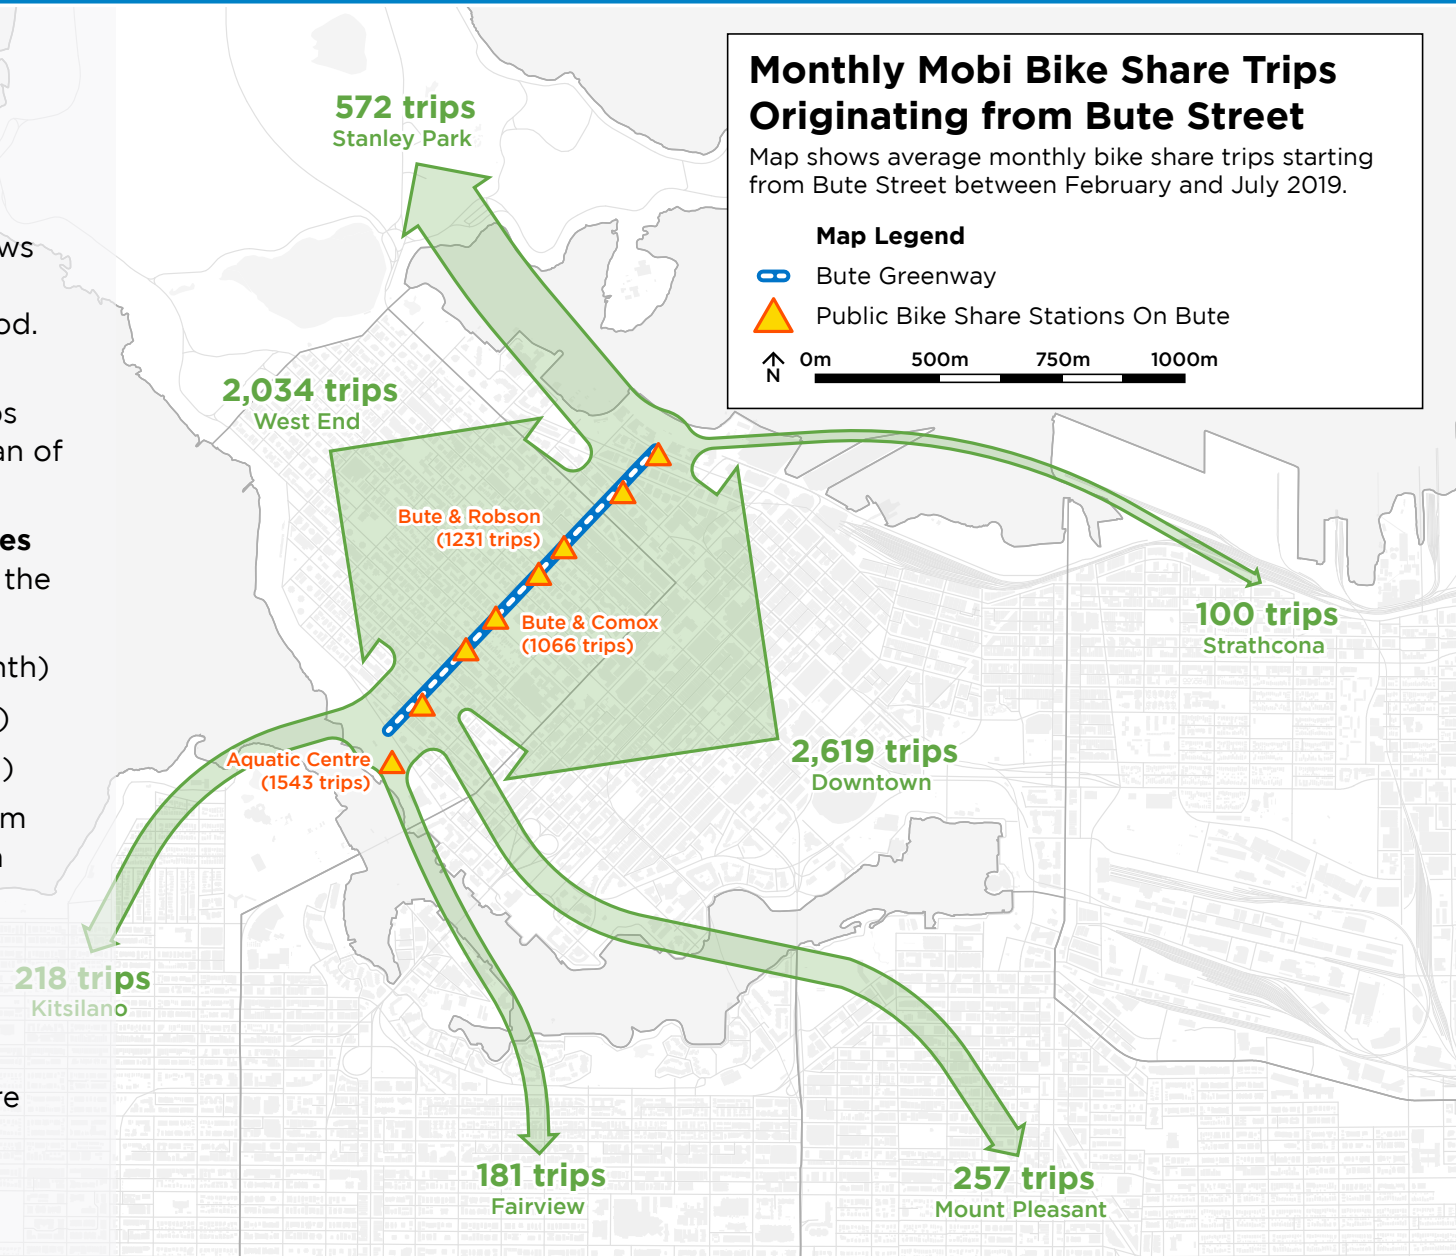 Monthly Mobi Bike Share Trips
Originating from Bute Street
Map shows average monthly bike share trips starting
from Bute Street between February and July 2019.
Map Legend
Bute Greenway
Public Bike Share Stations On Bute
N
0m 500m 750m 1000m
572 trips
Stanley Park
2,034 trips
West End
Bute & Robson
(1231 trips)
Bute & Comox
(1066 trips)
100 trips
Strathcona
2,619 trips
Downtown
Aquatic Centre
(1543 trips)
218 trips
Kitsilano
181 trips
Fairview
257 trips
Mount Pleasant
ws
od.
os
an of
es
the
nth)
)
)
m
n
re